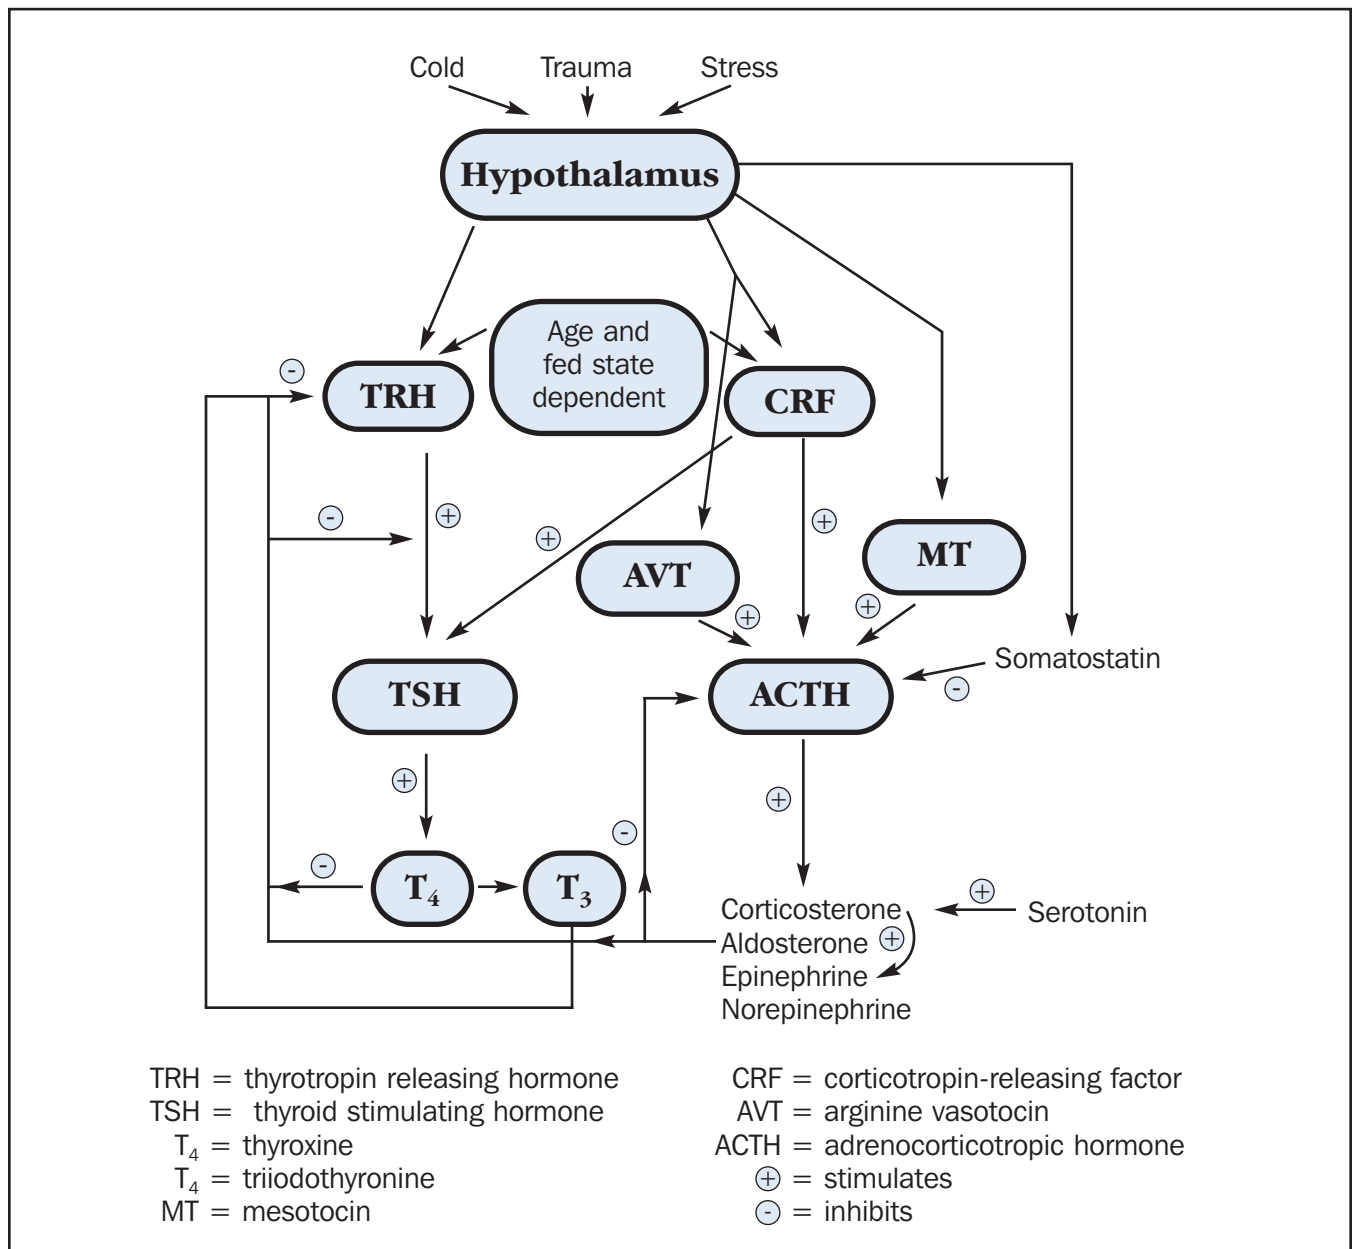 Cold Trauma Stress
Hypothalamus
Age and
fed state
dependent
-
TRH
CRF
-
+
+
+
AVT
MT
+
+
Somatostatin
-
TSH
ACTH
+
+
-
-
T₄
T₃
Corticosterone
Aldosterone
Epinephrine
Norepinephrine
+
+
Serotonin
TRH = thyrotropin releasing hormone
TSH = thyroid stimulating hormone
T₄ = thyroxine
T₄ = triiodothyronine
MT = mesotocin
CRF = corticotropin-releasing factor
AVT = arginine vasotocin
ACTH = adrenocorticotropic hormone
+ = stimulates
- = inhibits